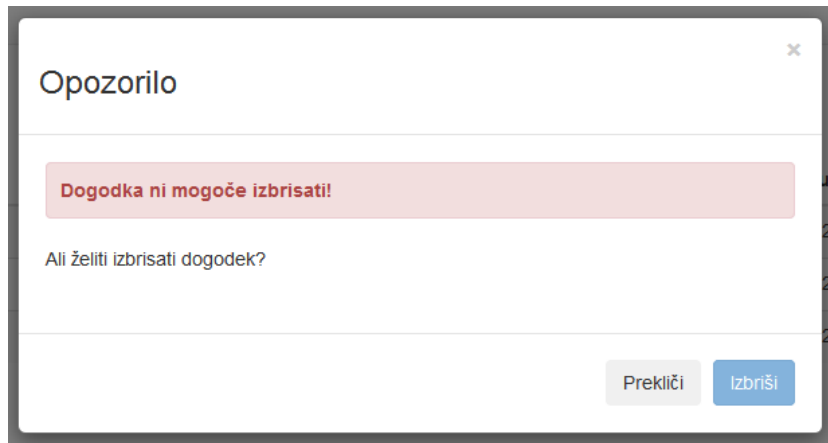 ×
Opozorilo
Dogodka ni mogoče izbrisati!
Ali želiti izbrisati dogodek?
Prekliči Izbriši